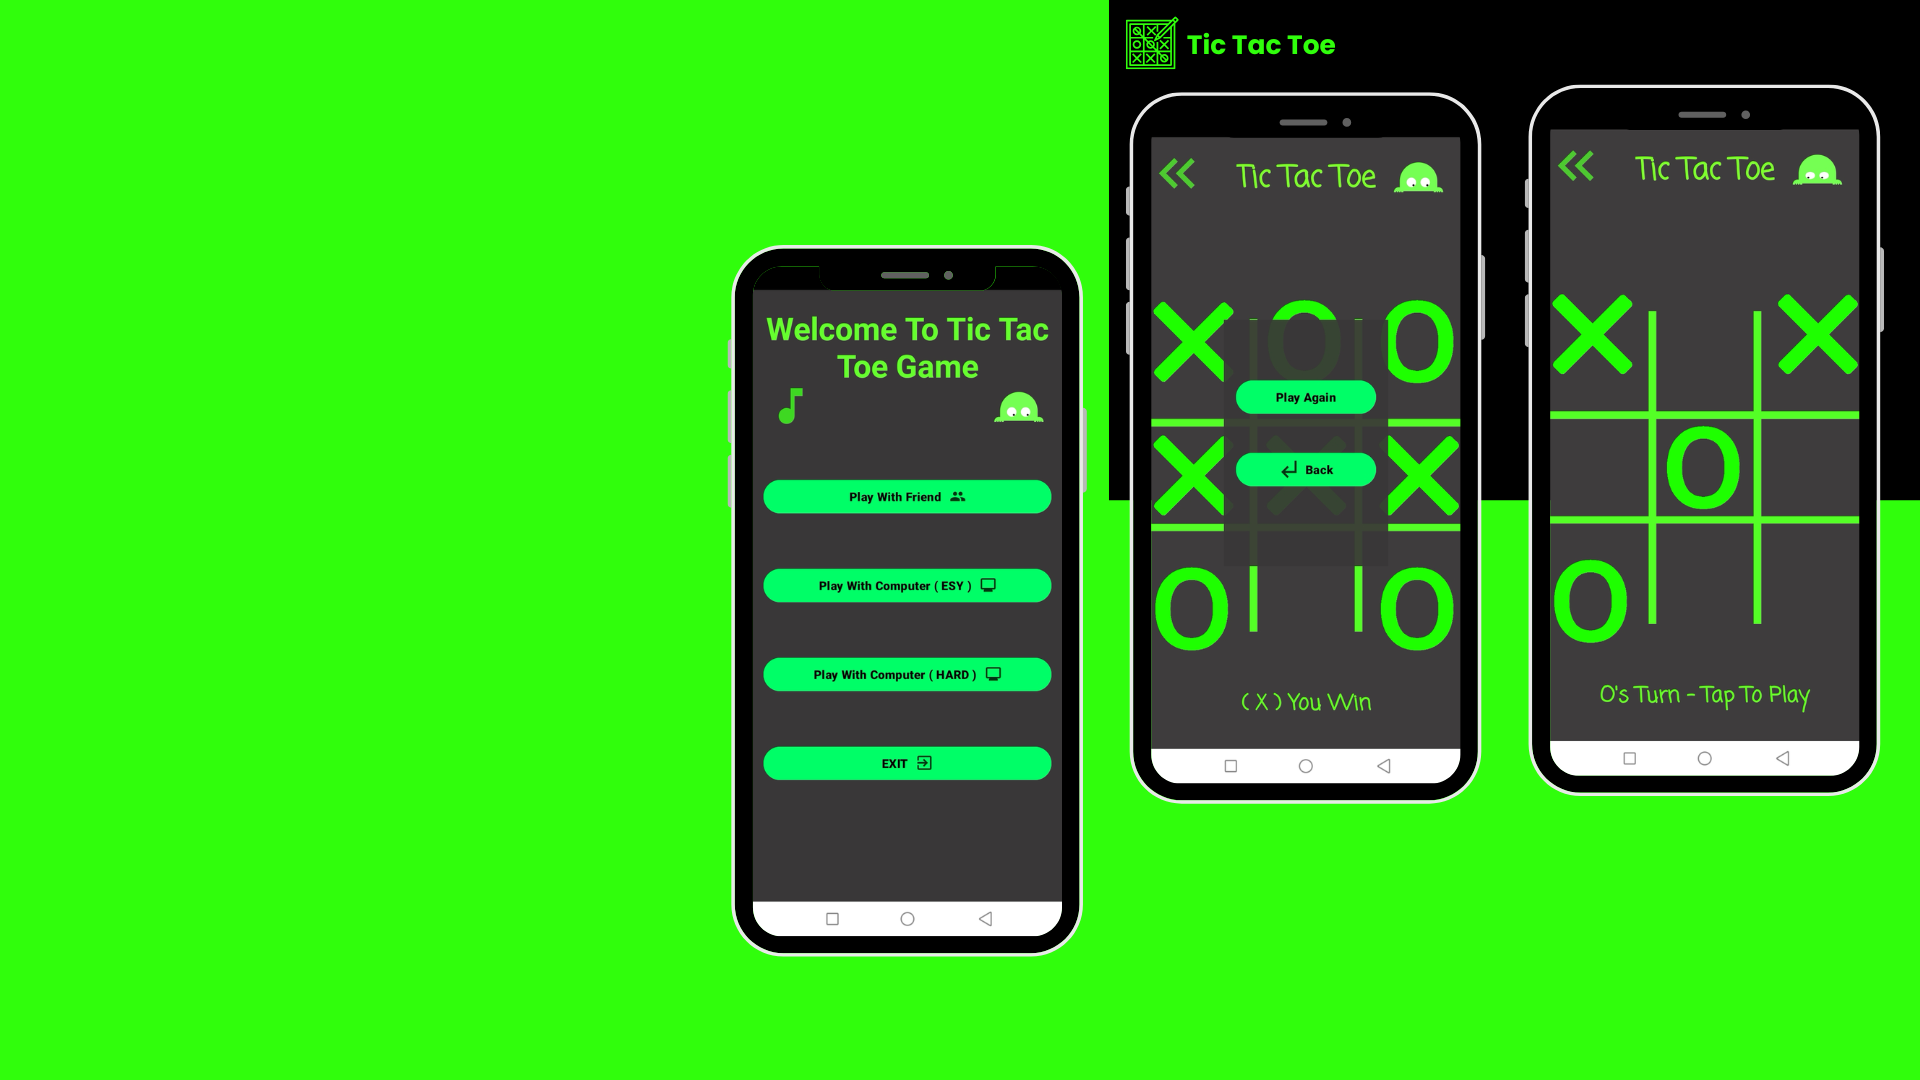 Tic Tac Toe
Welcome To Tic Tac
Toe Game
Play With Friend
Play With Computer ( ESY )
Play With Computer ( HARD )
EXIT
Tic Tac Toe
X O O
Play Again
X X X
Back
O O
( X ) You Win
Tic Tac Toe
X X
O
O
O's Turn - Tap To Play